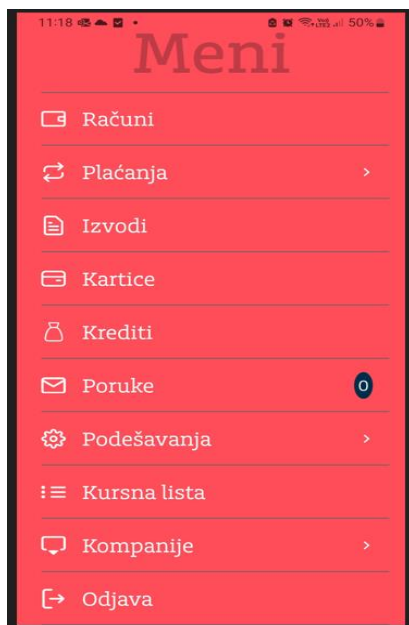 11:18
50%
Meni
Računi
Plaćanja
Izvodi
Kartice
Krediti
Poruke 0
Podešavanja
Kursna lista
Kompanije
Odjava